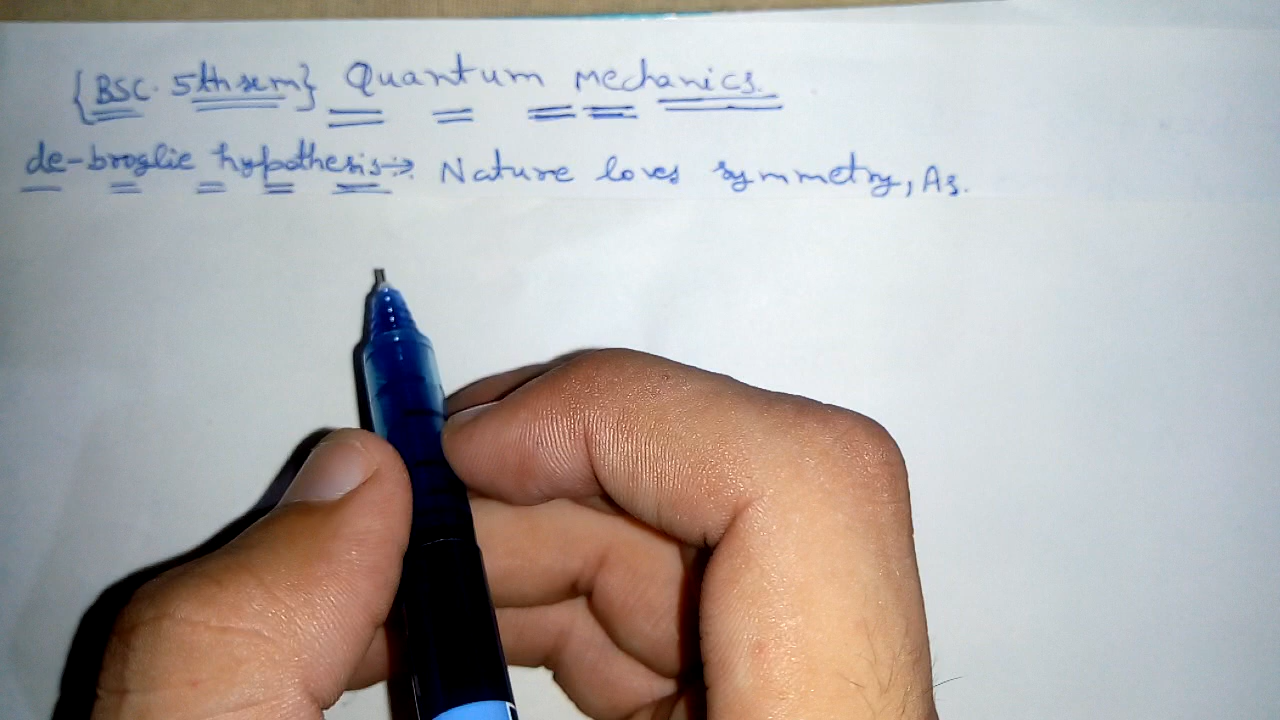 {BSC. 5th sem} Quantum Mechanics.
de-broglie hypothesis→. Nature loves symmetry, As.